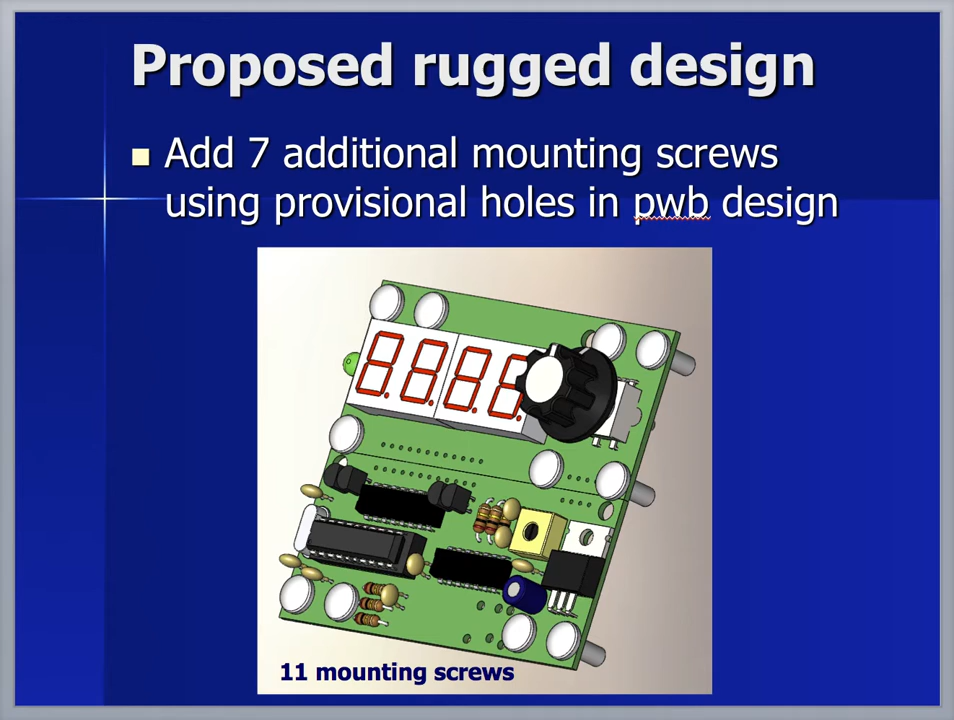 Proposed rugged design
Add 7 additional mounting screws
using provisional holes in pwb design
11 mounting screws